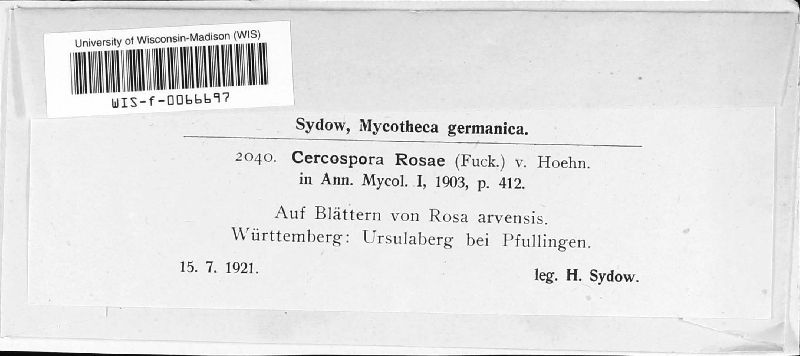 University of Wisconsin-Madison (WIS)
WIS-f-0066697
Sydow, Mycotheca germanica.
2040. Cercospora Rosae (Fuck.) v. Hoehn.
in Ann. Mycol. I, 1903, p. 412.
Auf Blättern von Rosa arvensis.
Württemberg: Ursulaberg bei Pfullingen.
15. 7. 1921.
leg. H. Sydow.